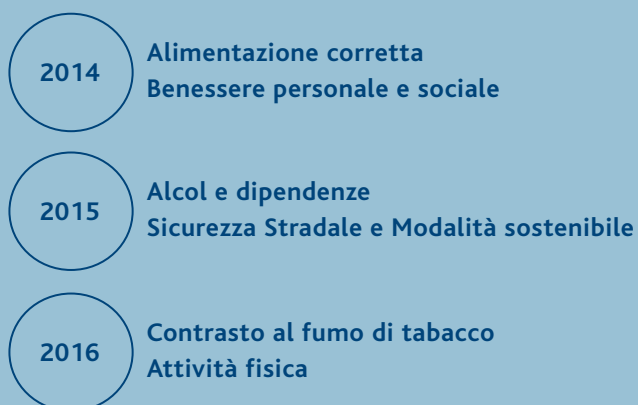 2014
Alimentazione corretta
Benessere personale e sociale
2015
Alcol e dipendenze
Sicurezza Stradale e Modalità sostenibile
2016
Contrasto al fumo di tabacco
Attività fisica